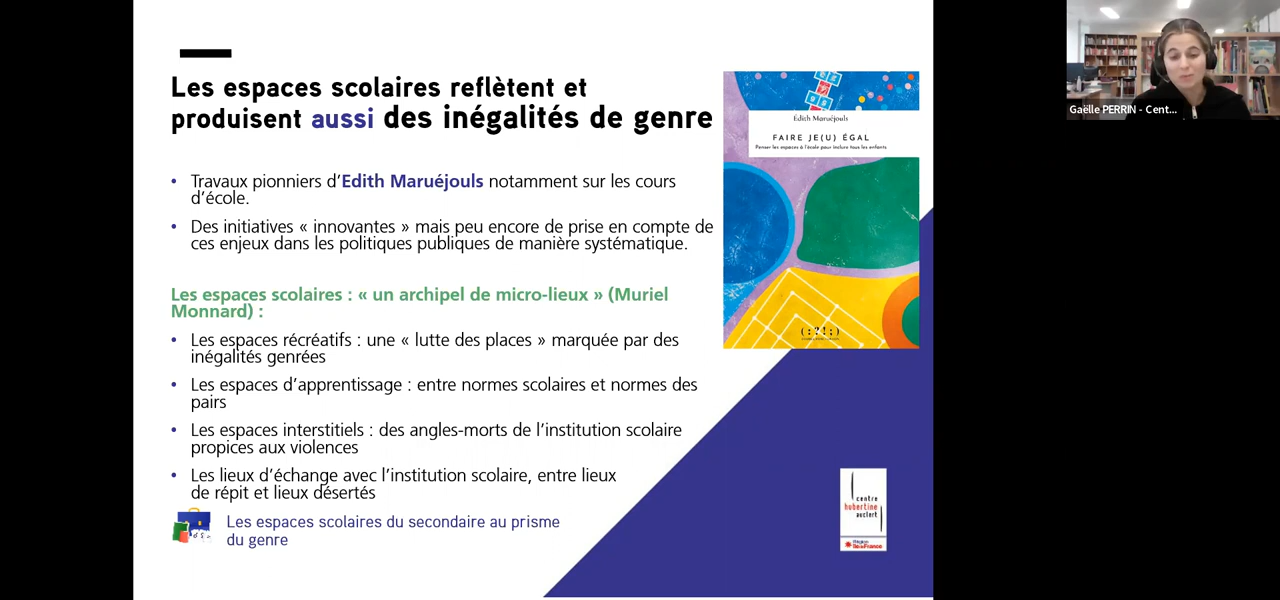 Les espaces scolaires reflètent et
produisent aussi des inégalités de genre
• Travaux pionniers d’Edith Maruéjouls notamment sur les cours
d’école.
• Des initiatives « innovantes » mais peu encore de prise en compte de
ces enjeux dans les politiques publiques de manière systématique.
Les espaces scolaires : « un archipel de micro-lieux » (Muriel
Monnard) :
• Les espaces récréatifs : une « lutte des places » marquée par des
inégalités genrées
• Les espaces d’apprentissage : entre normes scolaires et normes des
pairs
• Les espaces interstitiels : des angles-morts de l’institution scolaire
propices aux violences
• Les lieux d’échange avec l’institution scolaire, entre lieux
de répit et lieux désertés
Les espaces scolaires du secondaire au prisme
du genre
Edith Maruéjouls
FAIRE JE(U) ÉGAL
Penser les espaces à l'école pour inclure tous les enfants
(:?!;)
centre
hubertine
auclert
Région
île de France
Gaëlle PERRIN - Cent...